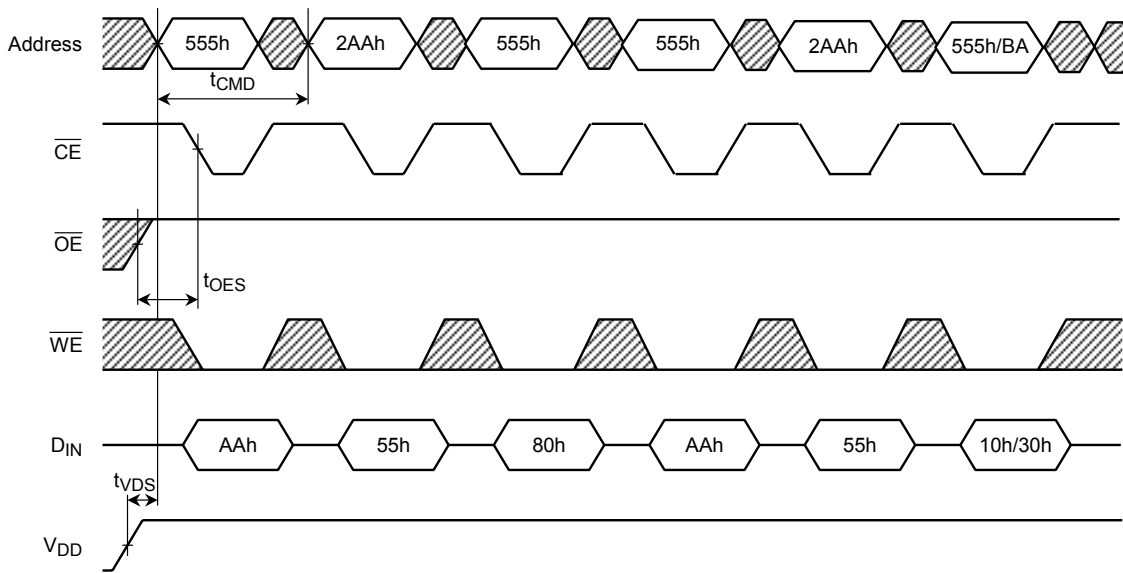 Address 555h 2AAh 555h 555h 2AAh 555h/BA
tCMD
CE
OE
tOES
WE
DIN AAh 55h 80h AAh 55h 10h/30h
tVDS
VDD